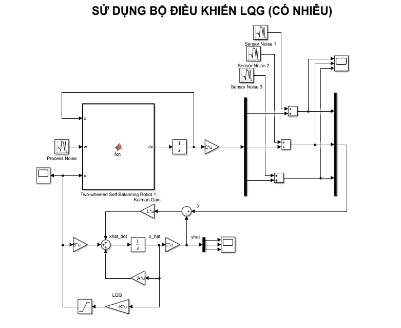 SỬ DỤNG BỘ ĐIỀU KHIỂN LQG (CÓ NHIỄU)
Sensor Noise 1
Sensor Noise 2
Sensor Noise 3
Process Noise
fcn
Two-wheeled Self-Balancing Robot 1
Kalman Gain
y
xhat_dot
x_hat
yhat
LQG